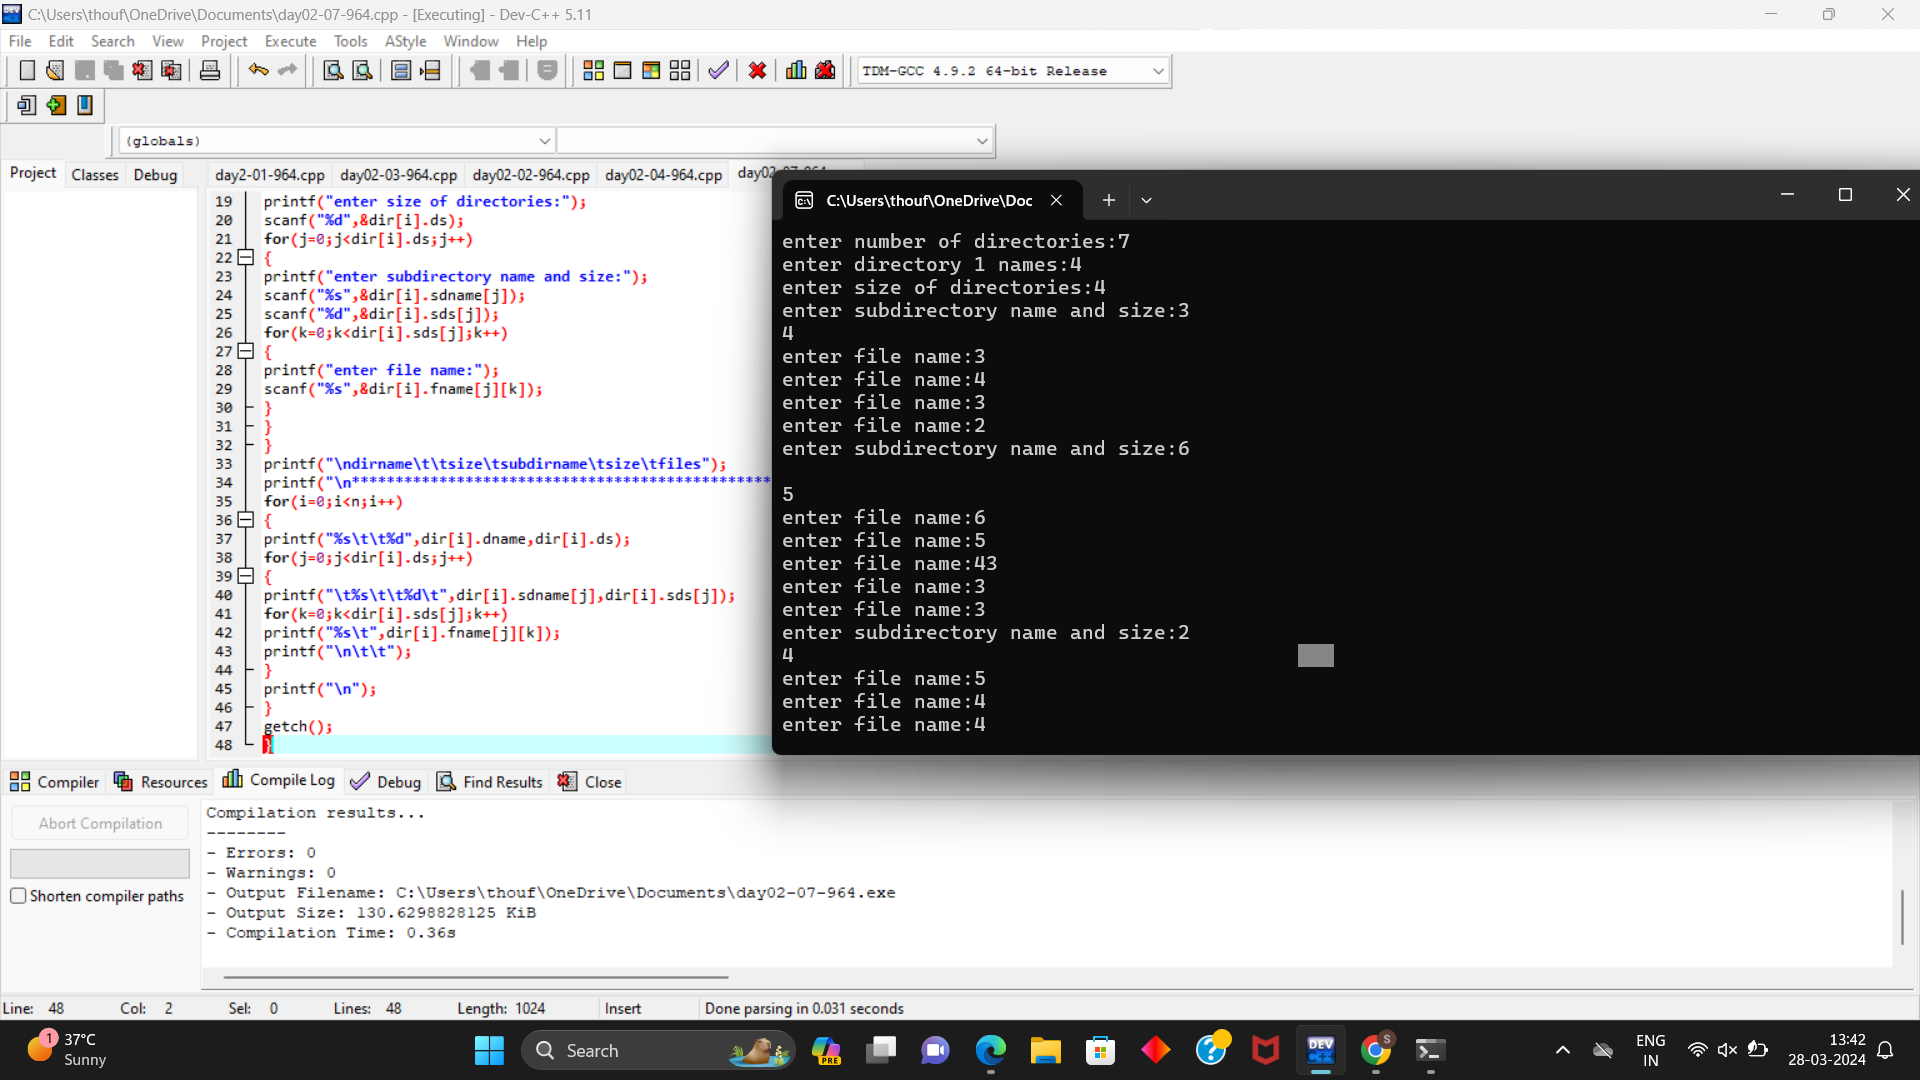 C:\Users\thouf\OneDrive\Documents\day02-07-964.cpp - [Executing] - Dev-C++ 5.11
File Edit Search View Project Execute Tools AStyle Window Help
TDM-GCC 4.9.2 64-bit Release
(globals)
Project Classes Debug
day2-01-964.cpp day02-03-964.cpp day02-02-964.cpp day02-04-964.cpp
19 printf("enter size of directories:");
20 scanf("%d",&dir[i].ds);
21 for(j=0;j<dir[i].ds;j++)
22 {
23 printf("enter subdirectory name and size:");
24 scanf("%s",&dir[i].sdname[j]);
25 scanf("%d",&dir[i].sds[j]);
26 for(k=0;k<dir[i].sds[j];k++)
27 {
28 printf("enter file name:");
29 scanf("%s",&dir[i].fname[j][k]);
30 }
31 }
32 }
33 printf("\ndirname\t\tsize\tsubdirname\tsize\tfiles");
34 printf("\n***********************************************
35 for(i=0;i<n;i++)
36 {
37 printf("%s\t\t%d",dir[i].dname,dir[i].ds);
38 for(j=0;j<dir[i].ds;j++)
39 {
40 printf("\t%s\t\t%d\t",dir[i].sdname[j],dir[i].sds[j]);
41 for(k=0;k<dir[i].sds[j];k++)
42 printf("%s\t",dir[i].fname[j][k]);
43 printf("\n\t\t");
44 }
45 printf("\n");
46 }
47 getch();
48 }
C:\Users\thouf\OneDrive\Doc
enter number of directories:7
enter directory 1 names:4
enter size of directories:4
enter subdirectory name and size:3
4
enter file name:3
enter file name:4
enter file name:3
enter file name:2
enter subdirectory name and size:6
5
enter file name:6
enter file name:5
enter file name:43
enter file name:3
enter file name:3
enter subdirectory name and size:2
4
enter file name:5
enter file name:4
enter file name:4
Compiler Resources Compile Log Debug Find Results Close
Abort Compilation
Shorten compiler paths
Compilation results...
--------
- Errors: 0
- Warnings: 0
- Output Filename: C:\Users\thouf\OneDrive\Documents\day02-07-964.exe
- Output Size: 130.6298828125 KiB
- Compilation Time: 0.36s
Line: 48 Col: 2 Sel: 0 Lines: 48 Length: 1024 Insert Done parsing in 0.031 seconds
1
37°C
Sunny
Search
PRE
DEV
S
ENG
IN
13:42
28-03-2024